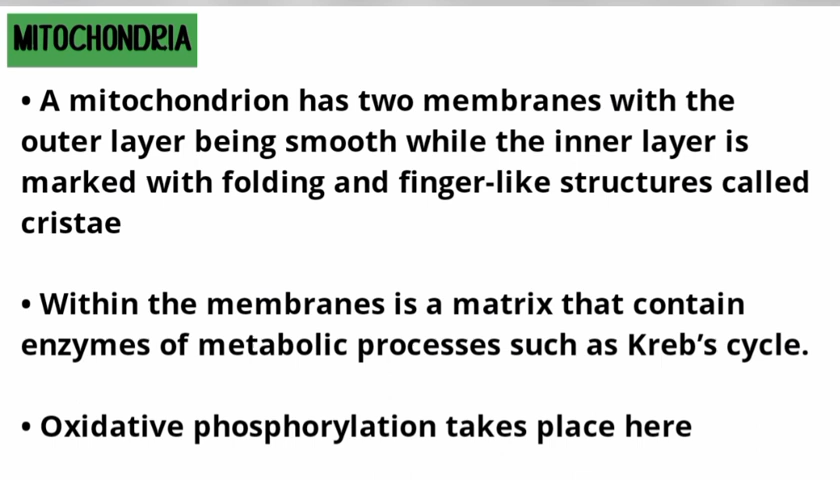 MITOCHONDRIA
• A mitochondrion has two membranes with the
outer layer being smooth while the inner layer is
marked with folding and finger-like structures called
cristae
• Within the membranes is a matrix that contain
enzymes of metabolic processes such as Kreb’s cycle.
• Oxidative phosphorylation takes place here